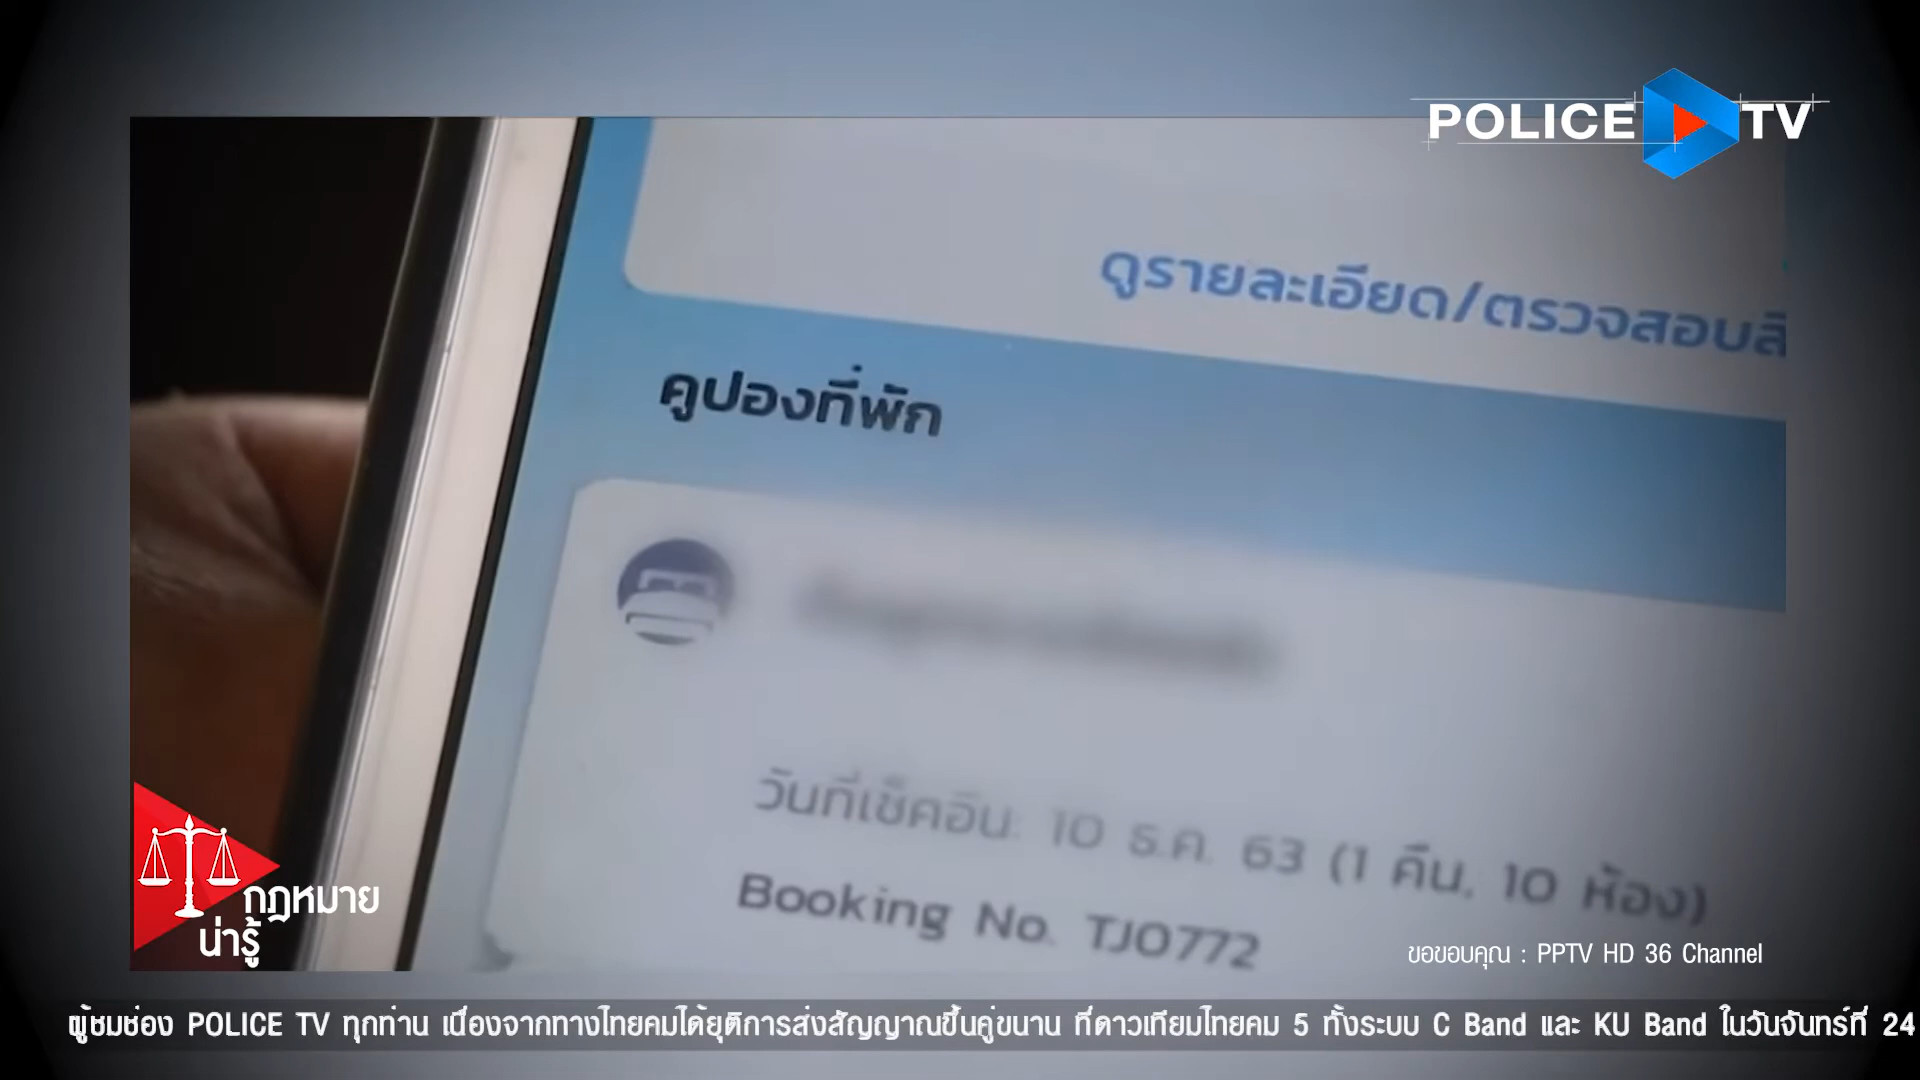 POLICE TV
ดูรายละเอียด/ตรวจสอบสิ
คูปองที่พัก
วันที่เช็คอิน: 10 ธ.ค. 63 (1 คืน, 10 ห้อง)
Booking No. TJ0772
กฎหมาย
น่ารู้
ขอขอบคุณ : PPTV HD 36 Channel
ผู้ชมช่อง POLICE TV ทุกท่าน เนื่องจากทางไทยคมได้ยุติการส่งสัญญาณขึ้นคู่ขนาน ที่ดาวเทียมไทยคม 5 ทั้งระบบ C Band และ KU Band ในวันจันทร์ที่ 24